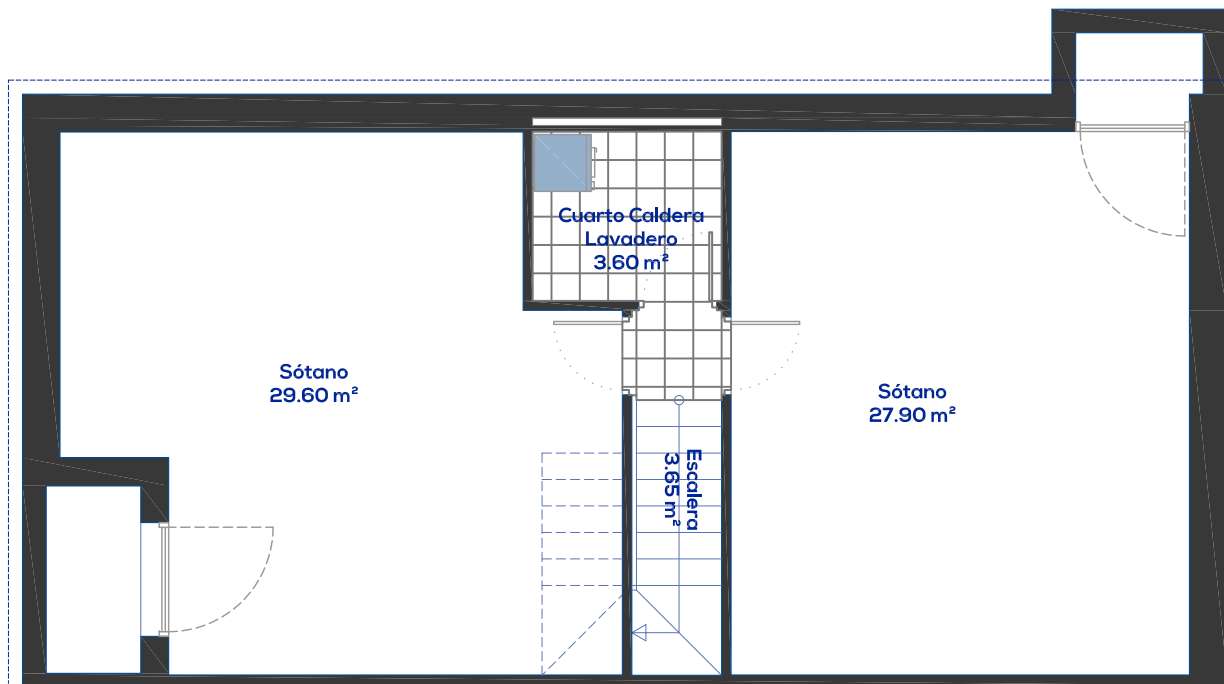 Cuarto Caldera
Lavadero
3.60 m²
Sótano
29.60 m²
Sótano
27.90 m²
Escalera
3.65 m²